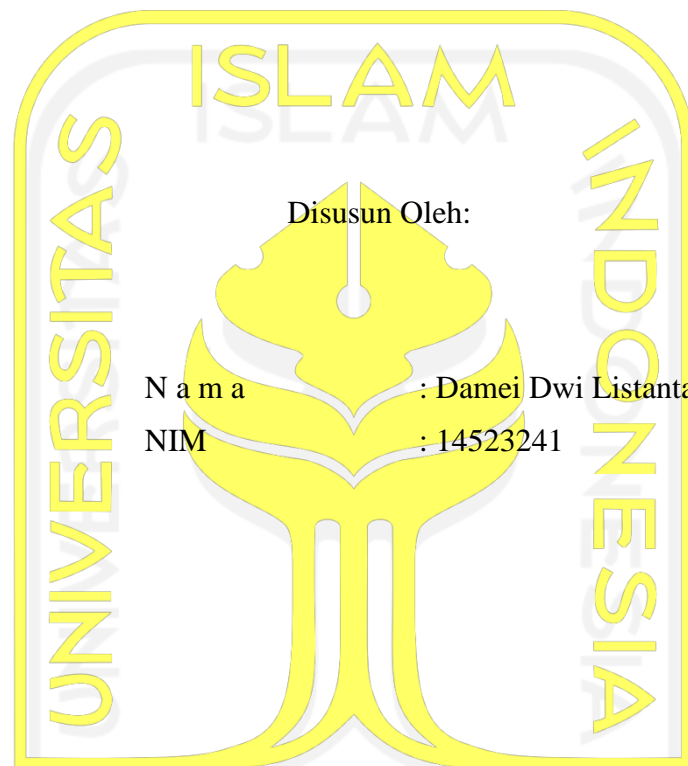 ISLAM
UNIVERSITAS
INDONESIA
Disusun Oleh:
N a m a : Damei Dwi Listanta
NIM : 14523241